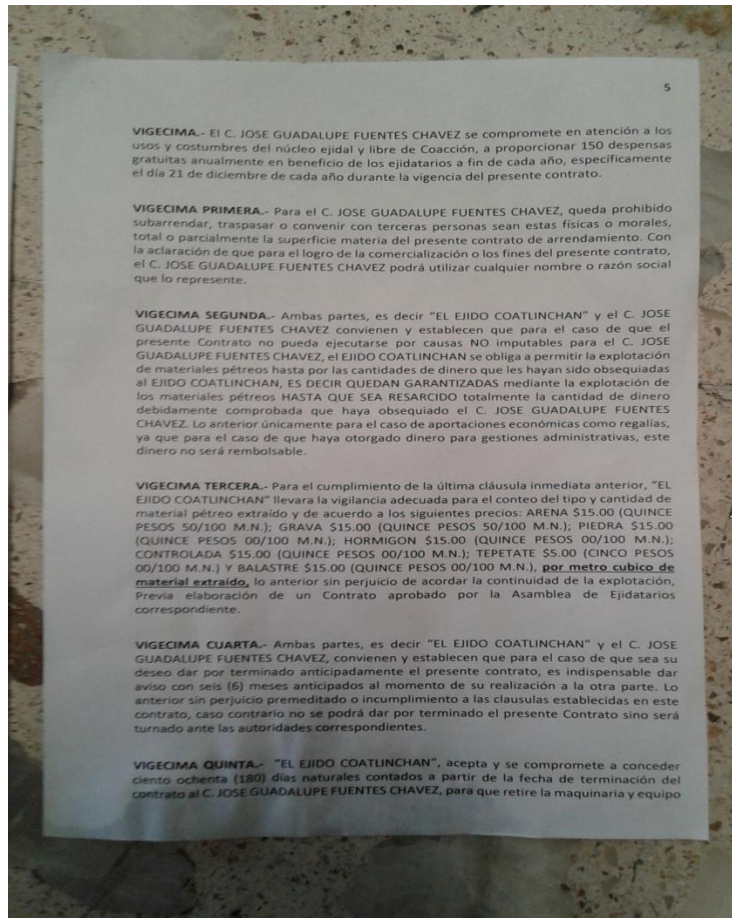 5
VIGECIMA.- El C. JOSE GUADALUPE FUENTES CHAVEZ se compromete en atención a los
usos y costumbres del núcleo ejidal y libre de Coacción, a proporcionar 150 despensas
gratuitas anualmente en beneficio de los ejidatarios a fin de cada año, específicamente
el día 21 de diciembre de cada año durante la vigencia del presente contrato.
VIGECIMA PRIMERA.- Para el C. JOSE GUADALUPE FUENTES CHAVEZ, queda prohibido
subarrendar, traspasar o convenir con terceras personas sean estas físicas o morales,
total o parcialmente la superficie materia del presente contrato de arrendamiento. Con
la aclaración de que para el logro de la comercialización o los fines del presente contrato,
el C. JOSE GUADALUPE FUENTES CHAVEZ podrá utilizar cualquier nombre o razón social
que lo represente.
VIGECIMA SEGUNDA.- Ambas partes, es decir "EL EJIDO COATLINCHAN" y el C. JOSE
GUADALUPE FUENTES CHAVEZ convienen y establecen que para el caso de que el
presente Contrato no pueda ejecutarse por causas NO imputables para el C. JOSE
GUADALUPE FUENTES CHAVEZ, el EJIDO COATLINCHAN se obliga a permitir la explotación
de materiales pétreos hasta por las cantidades de dinero que les hayan sido obsequiadas
al EJIDO COATLINCHAN, ES DECIR QUEDAN GARANTIZADAS mediante la explotación de
los materiales pétreos HASTA QUE SEA RESARCIDO totalmente la cantidad de dinero
debidamente comprobada que haya obsequiado el C. JOSE GUADALUPE FUENTES
CHAVEZ. Lo anterior únicamente para el caso de aportaciones económicas como regalías,
ya que para el caso de que haya otorgado dinero para gestiones administrativas, este
dinero no será rembolsable.
VIGECIMA TERCERA.- Para el cumplimiento de la última cláusula inmediata anterior, "EL
EJIDO COATLINCHAN" llevara la vigilancia adecuada para el conteo del tipo y cantidad de
material pétreo extraído y de acuerdo a los siguientes precios: ARENA $15.00 (QUINCE
PESOS 50/100 M.N.); GRAVA $15.00 (QUINCE PESOS 50/100 M.N.); PIEDRA $15.00
(QUINCE PESOS 00/100 M.N.); HORMIGON $15.00 (QUINCE PESOS 00/100 M.N.);
CONTROLADA $15.00 (QUINCE PESOS 00/100 M.N.); TEPETATE $5.00 (CINCO PESOS
00/100 M.N.) Y BALASTRE $15.00 (QUINCE PESOS 00/100 M.N.), por metro cubico de
material extraído, lo anterior sin perjuicio de acordar la continuidad de la explotación,
Previa elaboración de un Contrato aprobado por la Asamblea de Ejidatarios
correspondiente.
VIGECIMA CUARTA.- Ambas partes, es decir "EL EJIDO COATLINCHAN" y el C. JOSE
GUADALUPE FUENTES CHAVEZ, convienen y establecen que para el caso de que sea su
deseo dar por terminado anticipadamente el presente contrato, es indispensable dar
aviso con seis (6) meses anticipados al momento de su realización a la otra parte. Lo
anterior sin perjuicio premeditado o incumplimiento a las clausulas establecidas en este
contrato, caso contrario no se podrá dar por terminado el presente Contrato sino será
turnado ante las autoridades correspondientes.
VIGECIMA QUINTA.- "EL EJIDO COATLINCHAN", acepta y se compromete a conceder
ciento ochenta (180) días naturales contados a partir de la fecha de terminación del
contrato al C. JOSE GUADALUPE FUENTES CHAVEZ, para que retire la maquinaria y equipo